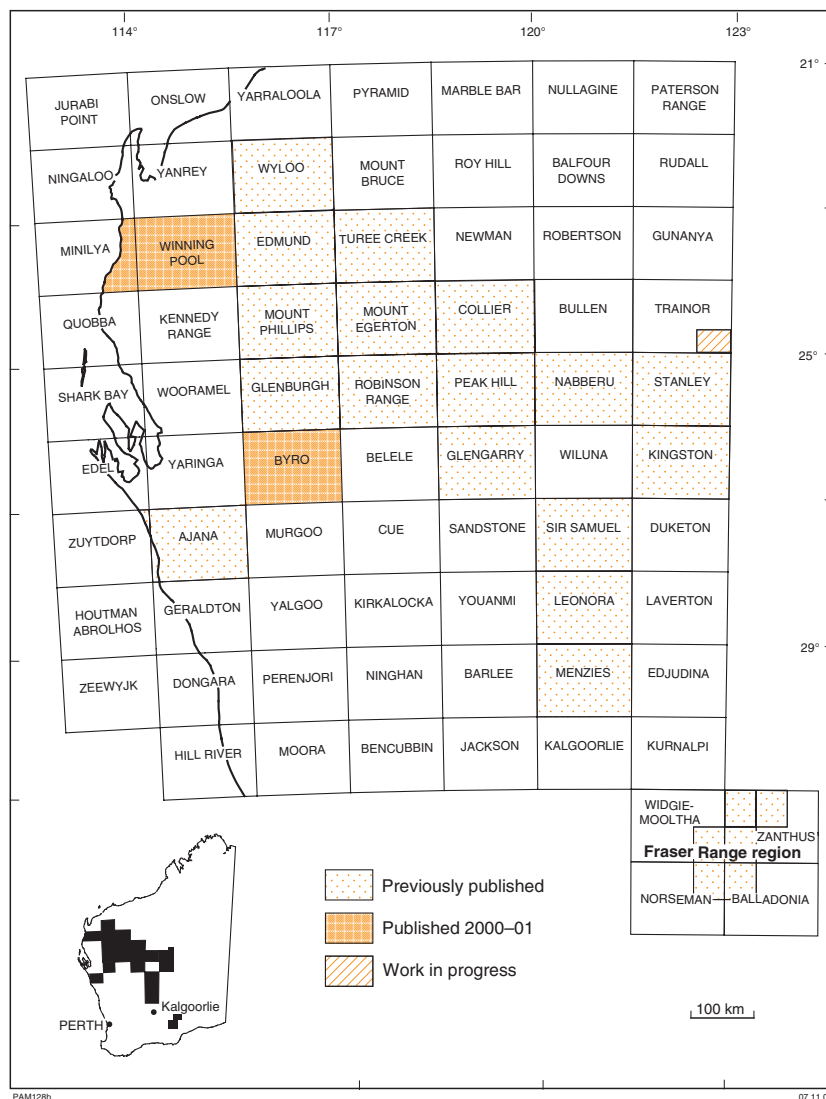 114°
117°
120°
123°
21°
JURABI
POINT
ONSLOW
YARRALOOLA
PYRAMID
MARBLE BAR
NULLAGINE
PATERSON
RANGE
NINGALOO
YANREY
WYLOO
MOUNT
BRUCE
ROY HILL
BALFOUR
DOWNS
RUDALL
MINILYA
WINNING
POOL
EDMUND
TUREE CREEK
NEWMAN
ROBERTSON
GUNANYA
QUOBBA
KENNEDY
RANGE
MOUNT
PHILLIPS
MOUNT
EGERTON
COLLIER
BULLEN
TRAINOR
25°
SHARK BAY
WOORAMEL
GLENBURGH
ROBINSON
RANGE
PEAK HILL
NABBERU
STANLEY
EDEL
YARINGA
BYRO
BELELE
GLENGARRY
WILUNA
KINGSTON
ZUYTDORP
AJANA
MURGOO
CUE
SANDSTONE
SIR SAMUEL
DUKETON
HOUTMAN
ABROLHOS
GERALDTON
YALGOO
KIRKALOCKA
YOUANMI
LEONORA
LAVERTON
29°
ZEEWYJK
DONGARA
PERENJORI
NINGHAN
BARLEE
MENZIES
EDJUDINA
HILL RIVER
MOORA
BENCUBBIN
JACKSON
KALGOORLIE
KURNALPI
WIDGIE-
MOOLTHA
ZANTHUS
Fraser Range region
NORSEMAN
BALLADONIA
Previously published
Published 2000–01
Work in progress
Kalgoorlie
PERTH
100 km
PAM128b